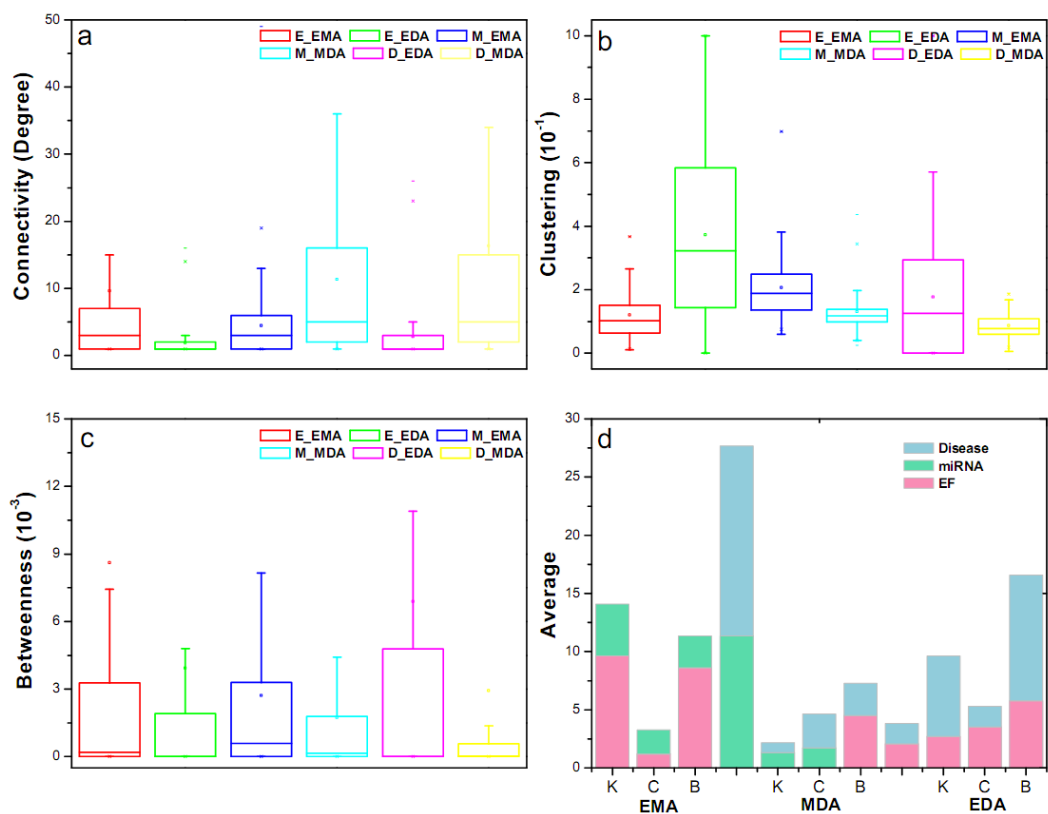 a
E_EMA E_EDA M_EMA
M_MDA D_EDA D_MDA
Connectivity (Degree)
50
40
30
20
10
0
b
E_EMA E_EDA M_EMA
M_MDA D_EDA D_MDA
Clustering (10-1)
10
8
6
4
2
0
c
E_EMA E_EDA M_EMA
M_MDA D_EDA D_MDA
Betweenness (10-3)
15
12
9
6
3
0
d
Disease
miRNA
EF
Average
30
25
20
15
10
5
0
K C B K C B K C B
EMA MDA EDA